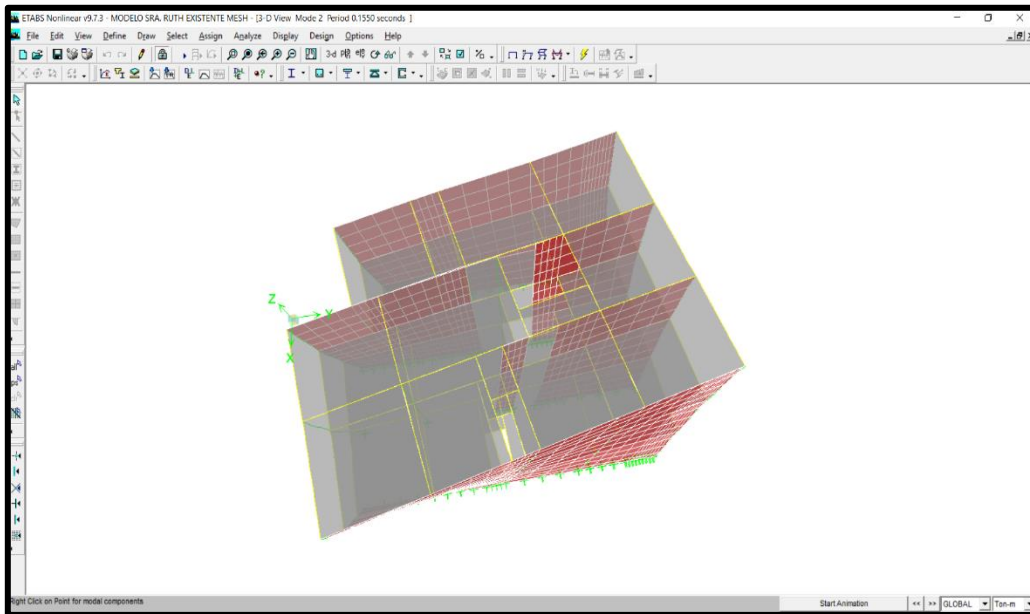 ETABS Nonlinear v9.7.3 - MODELO SRA. RUTH EXISTENTE MESH - [3-D View Mode 2 Period 0.1550 seconds ]
File Edit View Define Draw Select Assign Analyze Display Design Options Help
3-d
Z
X
Right Click on Point for modal components
Start Animation
<< >>
GLOBAL
Ton-m